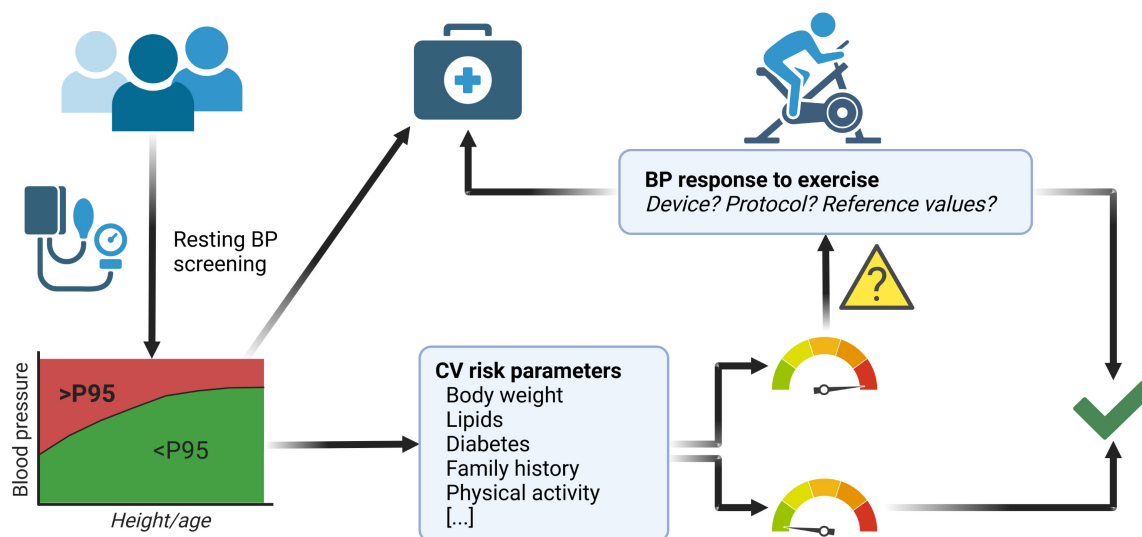 BP response to exercise
Device? Protocol? Reference values?
Resting BP
screening
?
Blood pressure
>P95
<P95
Height/age
CV risk parameters
Body weight
Lipids
Diabetes
Family history
Physical activity
[...]